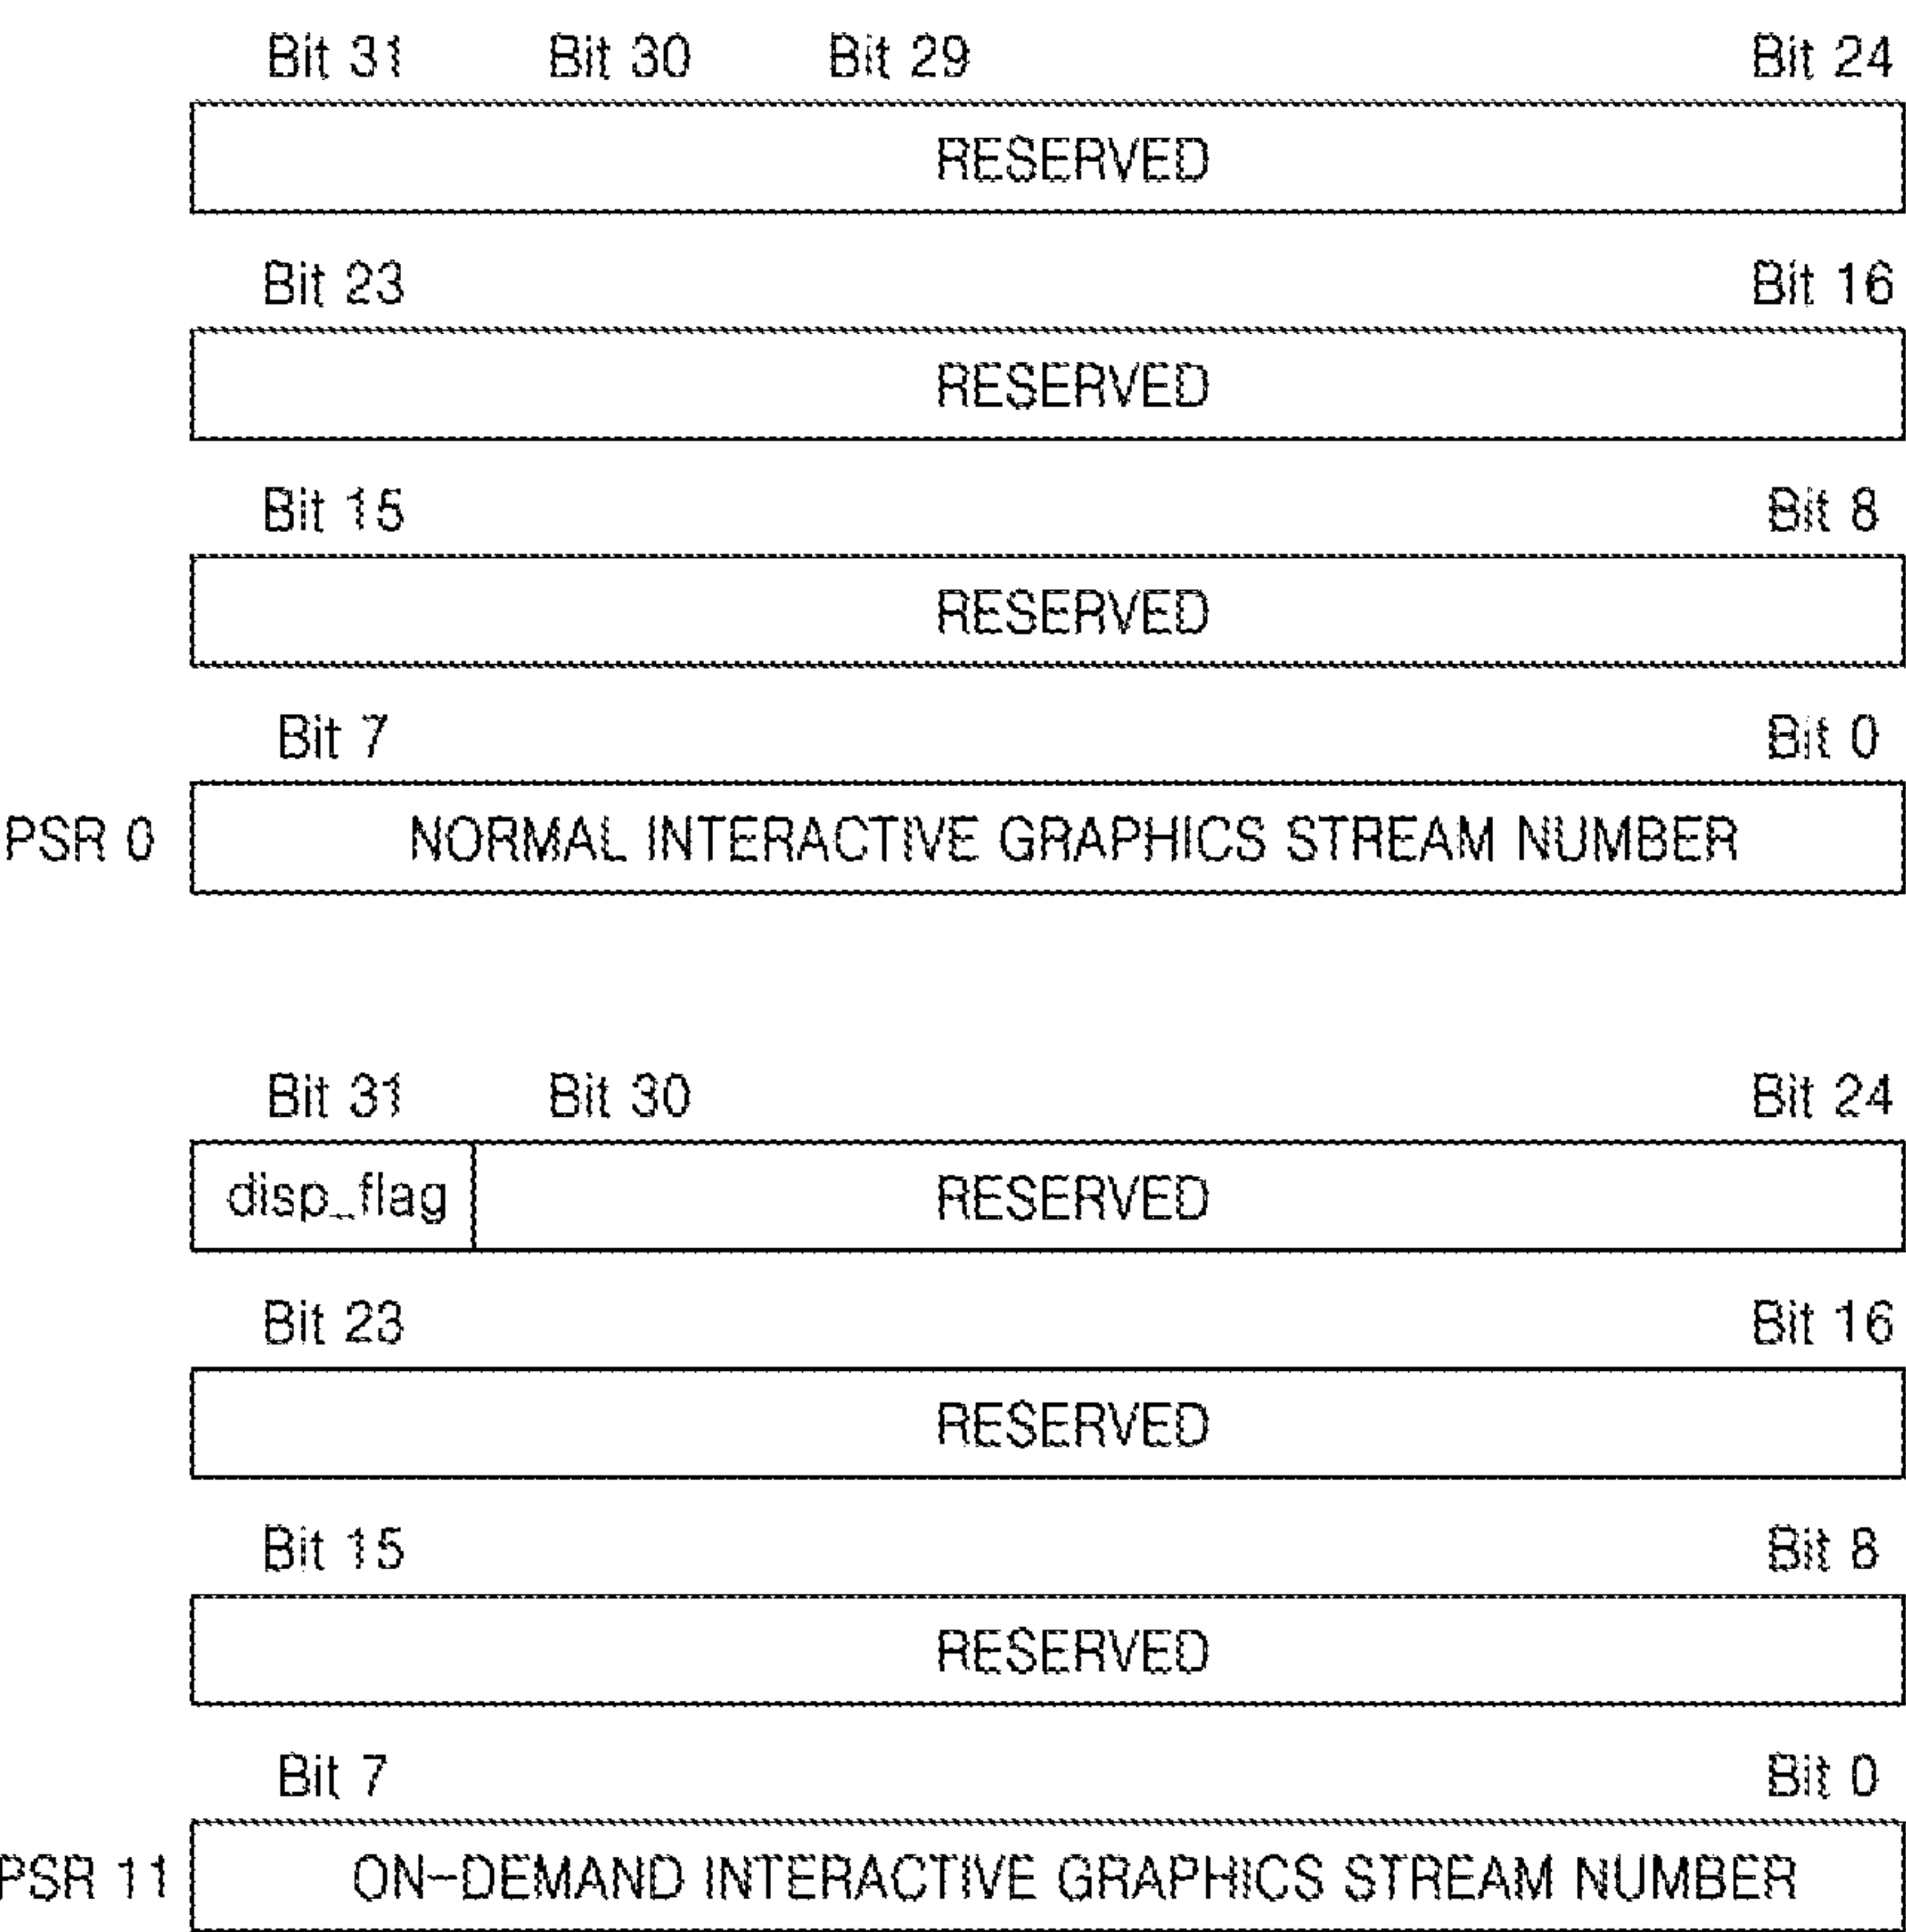 Bit 31 Bit 30 Bit 29 Bit 24
RESERVED
Bit 23 Bit 16
RESERVED
Bit 15 Bit 8
RESERVED
Bit 7 Bit 0
PSR 0 NORMAL INTERACTIVE GRAPHICS STREAM NUMBER
Bit 31 Bit 30 Bit 24
disp_flag RESERVED
Bit 23 Bit 16
RESERVED
Bit 15 Bit 8
RESERVED
Bit 7 Bit 0
PSR 11 ON-DEMAND INTERACTIVE GRAPHICS STREAM NUMBER